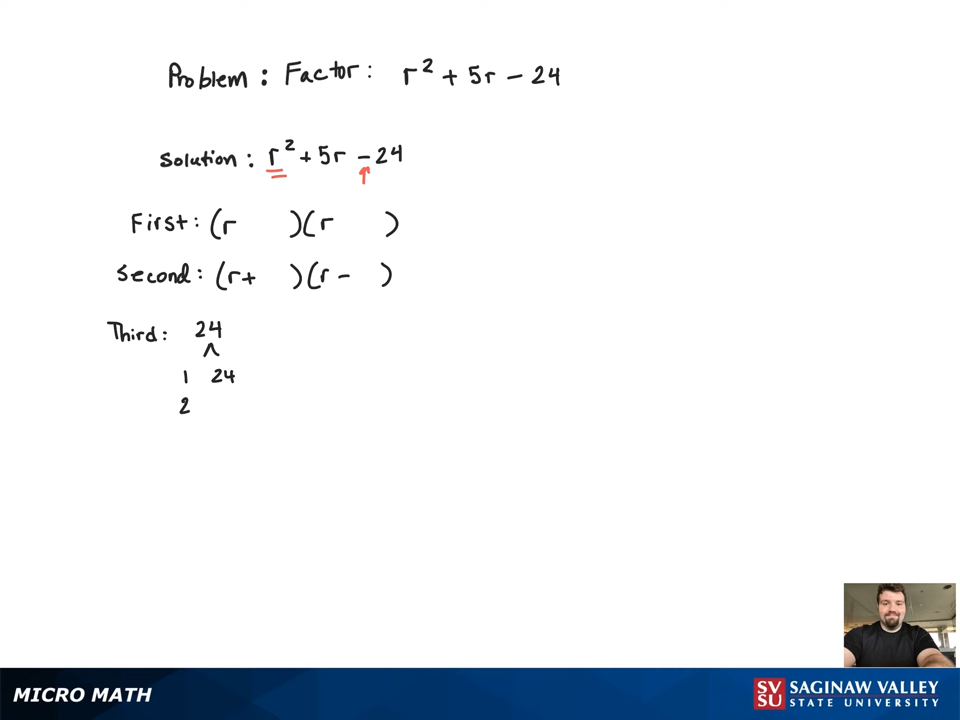 Problem : Factor : r² + 5r − 24
Solution : r² + 5r − 24
First : (r )(r )
Second : (r+ )(r − )
Third : 24
^
1 24
2
MICRO MATH
SV SU SAGINAW VALLEY
STATE UNIVERSITY